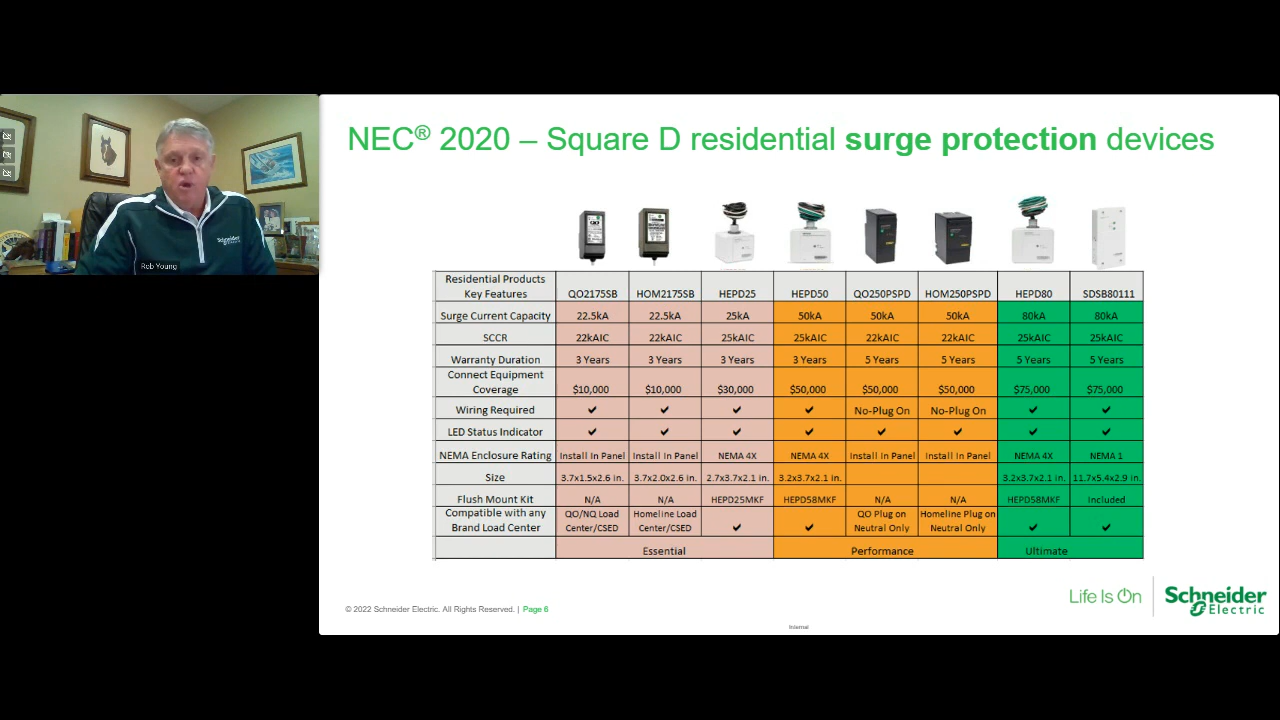 NEC® 2020 – Square D residential surge protection devices
Residential Products Key Features QO2175SB HOM2175SB HEPD25 HEPD50 QO250PSPD HOM250PSPD HEPD80 SDSB80111
Surge Current Capacity 22.5kA 22.5kA 25kA 50kA 50kA 50kA 80kA 80kA
SCCR 22kAIC 22kAIC 25kAIC 25kAIC 22kAIC 22kAIC 25kAIC 25kAIC
Warranty Duration 3 Years 3 Years 3 Years 3 Years 5 Years 5 Years 5 Years 5 Years
Connect Equipment Coverage $10,000 $10,000 $30,000 $50,000 $50,000 $50,000 $75,000 $75,000
Wiring Required ✔ ✔ ✔ ✔ No-Plug On No-Plug On ✔ ✔
LED Status Indicator ✔ ✔ ✔ ✔ ✔ ✔ ✔ ✔
NEMA Enclosure Rating Install In Panel Install In Panel NEMA 4X NEMA 4X Install In Panel Install In Panel NEMA 4X NEMA 1
Size 3.7x1.5x2.6 in. 3.7x2.0x2.6 in. 2.7x3.7x2.1 in. 3.2x3.7x2.1 in. 3.2x3.7x2.1 in. 11.7x5.4x2.9 in.
Flush Mount Kit N/A N/A HEPD25MKF HEPD58MKF N/A N/A HEPD58MKF Included
Compatible with any Brand Load Center QO/NQ Load Center/CSED Homeline Load Center/CSED ✔ ✔ QO Plug on Neutral Only Homeline Plug on Neutral Only ✔ ✔
Essential Performance Ultimate
© 2022 Schneider Electric. All Rights Reserved. | Page 6
Life Is On
Schneider Electric
Internal
Rob Young
Schneider Electric